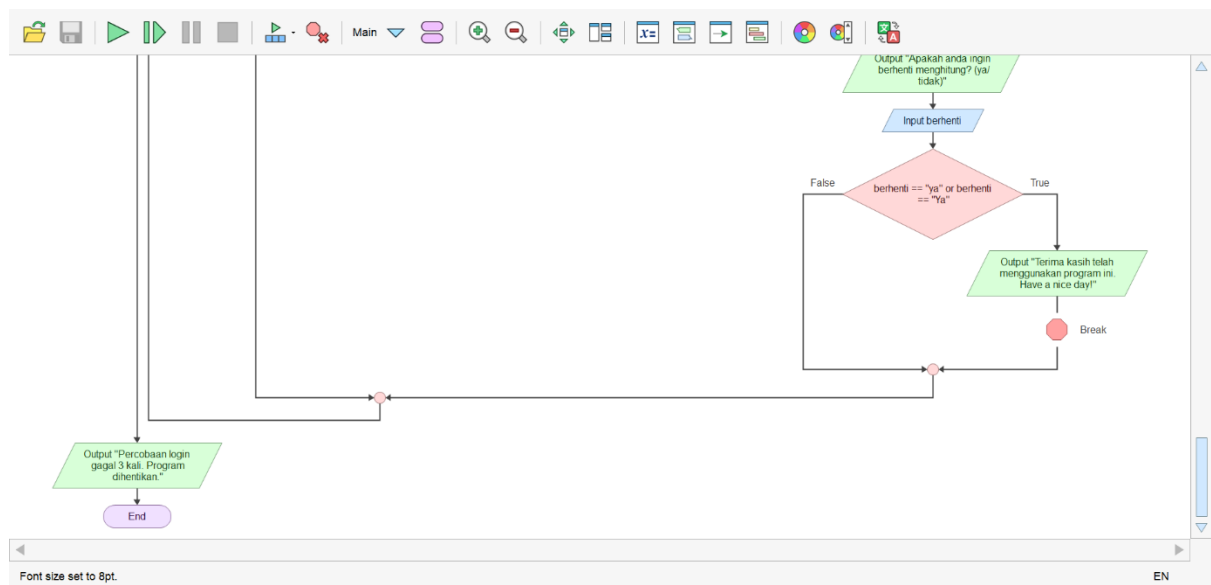 Main
Output "Apakah anda ingin
berhenti menghitung? (ya/
tidak)"
Input berhenti
False
berhenti == "ya" or berhenti
== "Ya"
True
Output "Terima kasih telah
menggunakan program ini.
Have a nice day!"
Break
Output "Percobaan login
gagal 3 kali. Program
dihentikan."
End
Font size set to 8pt.
EN